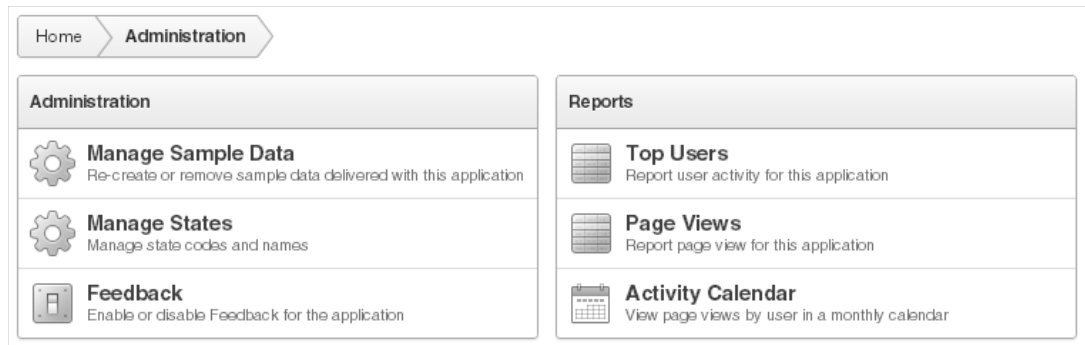 Home
Administration
Administration
Manage Sample Data
Re-create or remove sample data delivered with this application
Manage States
Manage state codes and names
Feedback
Enable or disable Feedback for the application
Reports
Top Users
Report user activity for this application
Page Views
Report page view for this application
Activity Calendar
View page views by user in a monthly calendar